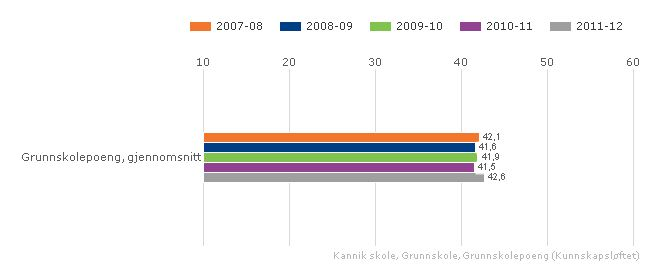 2007-08 2008-09 2009-10 2010-11 2011-12
10 20 30 40 50 60
42,1
41,6
Grunnskolepoeng, gjennomsnitt 41,9
41,5
42,6
Kannik skole, Grunnskole, Grunnskolepoeng (Kunnskapsløftet)